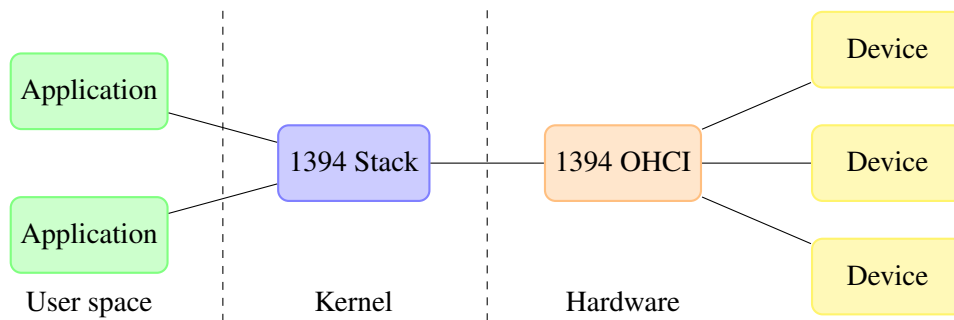 Application
Application
User space
1394 Stack
Kernel
1394 OHCI
Hardware
Device
Device
Device